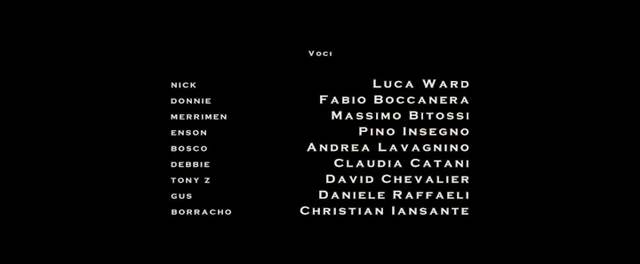 Voci
NICK LUCA WARD
DONNIE FABIO BOCCANERA
MERRIMEN MASSIMO BITOSSI
ENSON PINO INSEGNO
BOSCO ANDREA LAVAGNINO
DEBBIE CLAUDIA CATANI
TONY Z DAVID CHEVALIER
GUS DANIELE RAFFAELI
BORRACHO CHRISTIAN IANSANTE